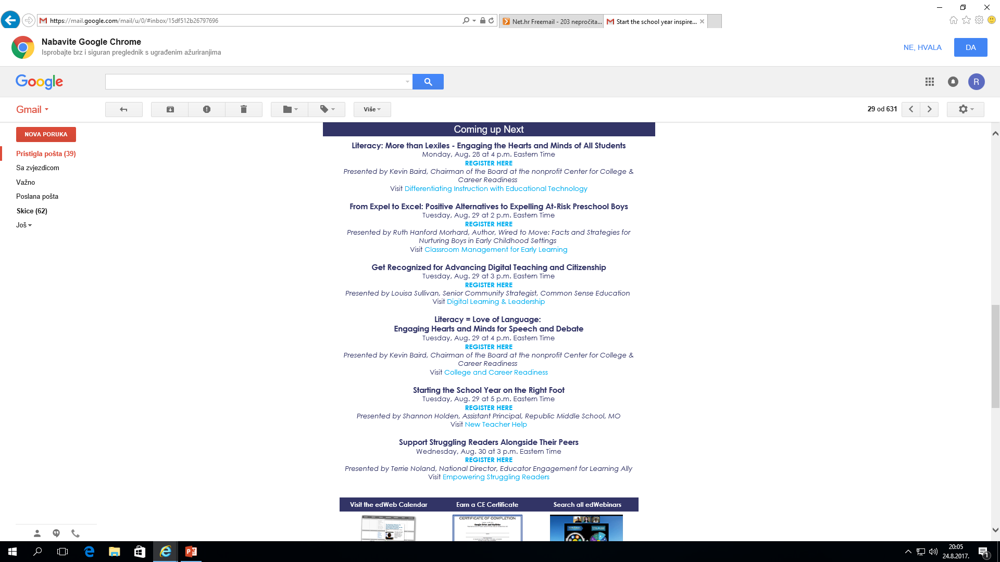 https://mail.google.com/mail/u/0/#inbox/15df512b26797696
Net.hr Freemail - 203 nepročita...
Start the school year inspire...
Nabavite Google Chrome
Isprobajte brz i siguran preglednik s ugrađenim ažuriranjima
NE, HVALA
DA
Google
R
Gmail
Više
29 od 631
NOVA PORUKA
Pristigla pošta (39)
Sa zvjezdicom
Važno
Poslana pošta
Skice (62)
Još
Coming up Next
Literacy: More than Lexiles - Engaging the Hearts and Minds of All Students
Monday, Aug. 28 at 4 p.m. Eastern Time
REGISTER HERE
Presented by Kevin Baird, Chairman of the Board at the nonprofit Center for College &
Career Readiness
Visit Differentiating Instruction with Educational Technology
From Expel to Excel: Positive Alternatives to Expelling At-Risk Preschool Boys
Tuesday, Aug. 29 at 2 p.m. Eastern Time
REGISTER HERE
Presented by Ruth Hanford Morhard, Author, Wired to Move: Facts and Strategies for
Nurturing Boys in Early Childhood Settings
Visit Classroom Management for Early Learning
Get Recognized for Advancing Digital Teaching and Citizenship
Tuesday, Aug. 29 at 3 p.m. Eastern Time
REGISTER HERE
Presented by Louisa Sullivan, Senior Community Strategist, Common Sense Education
Visit Digital Learning & Leadership
Literacy = Love of Language:
Engaging Hearts and Minds for Speech and Debate
Tuesday, Aug. 29 at 4 p.m. Eastern Time
REGISTER HERE
Presented by Kevin Baird, Chairman of the Board at the nonprofit Center for College &
Career Readiness
Visit College and Career Readiness
Starting the School Year on the Right Foot
Tuesday, Aug. 29 at 5 p.m. Eastern Time
REGISTER HERE
Presented by Shannon Holden, Assistant Principal, Republic Middle School, MO
Visit New Teacher Help
Support Struggling Readers Alongside Their Peers
Wednesday, Aug. 30 at 3 p.m. Eastern Time
REGISTER HERE
Presented by Terrie Noland, National Director, Educator Engagement for Learning Ally
Visit Empowering Struggling Readers
Visit the edWeb Calendar
Earn a CE Certificate
Search all edWebinars
CERTIFICATE OF COMPLETION
20:05
24.8.2017.
1